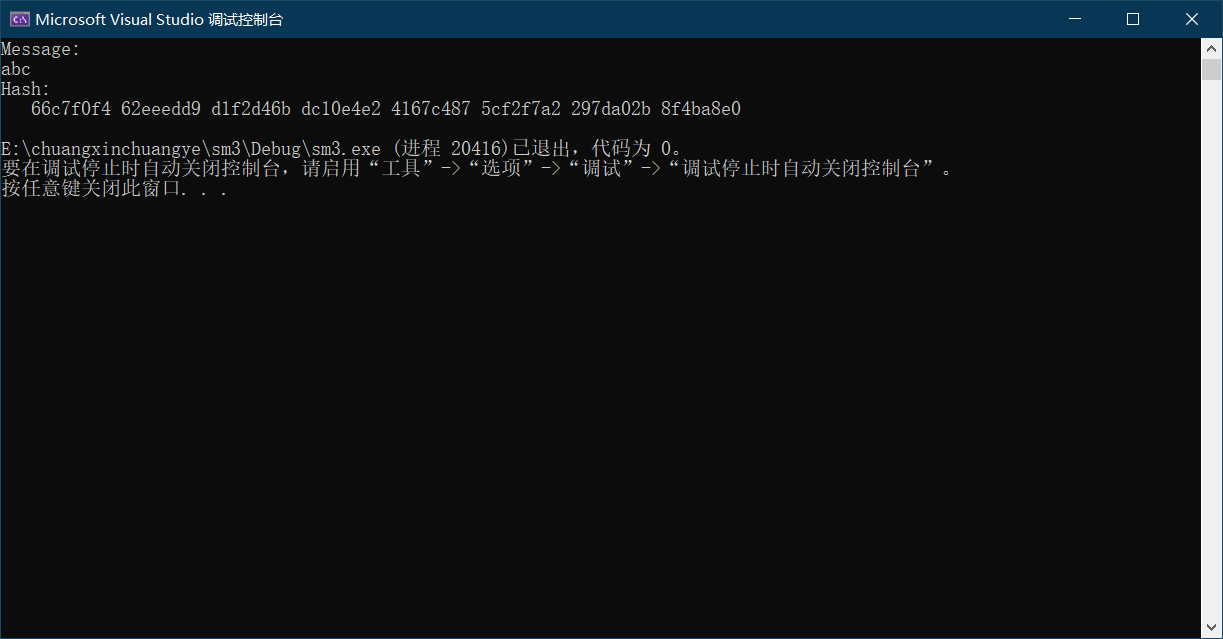 Microsoft Visual Studio 调试控制台
Message:
abc
Hash:
66c7f0f4 62eeedd9 d1f2d46b dc10e4e2 4167c487 5cf2f7a2 297da02b 8f4ba8e0
E:\chuangxinchuangye\sm3\Debug\sm3.exe (进程 20416)已退出，代码为 0。
要在调试停止时自动关闭控制台，请启用“工具”->“选项”->“调试”->“调试停止时自动关闭控制台”。
按任意键关闭此窗口. . .